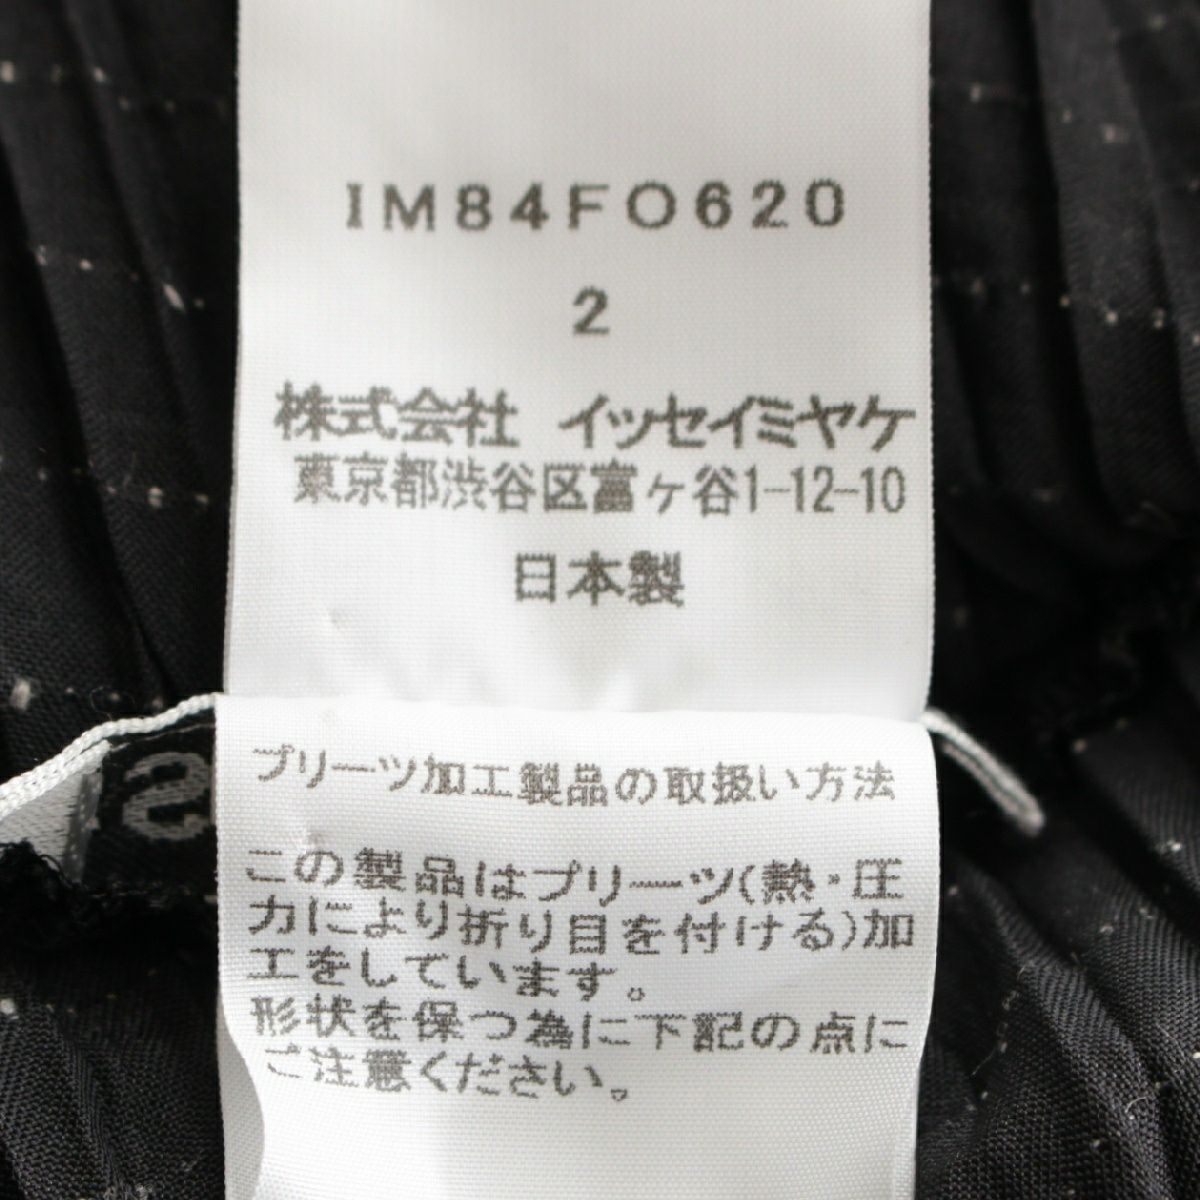 IM84FO620
2
株式会社 イッセイミヤケ
東京都渋谷区富ヶ谷1-12-10
日本製
プリーツ加工製品の取扱い方法
この製品はプリーツ(熱・圧
力により折り目を付ける)加
工をしています。
形状を保つ為に下記の点に
ご注意ください。